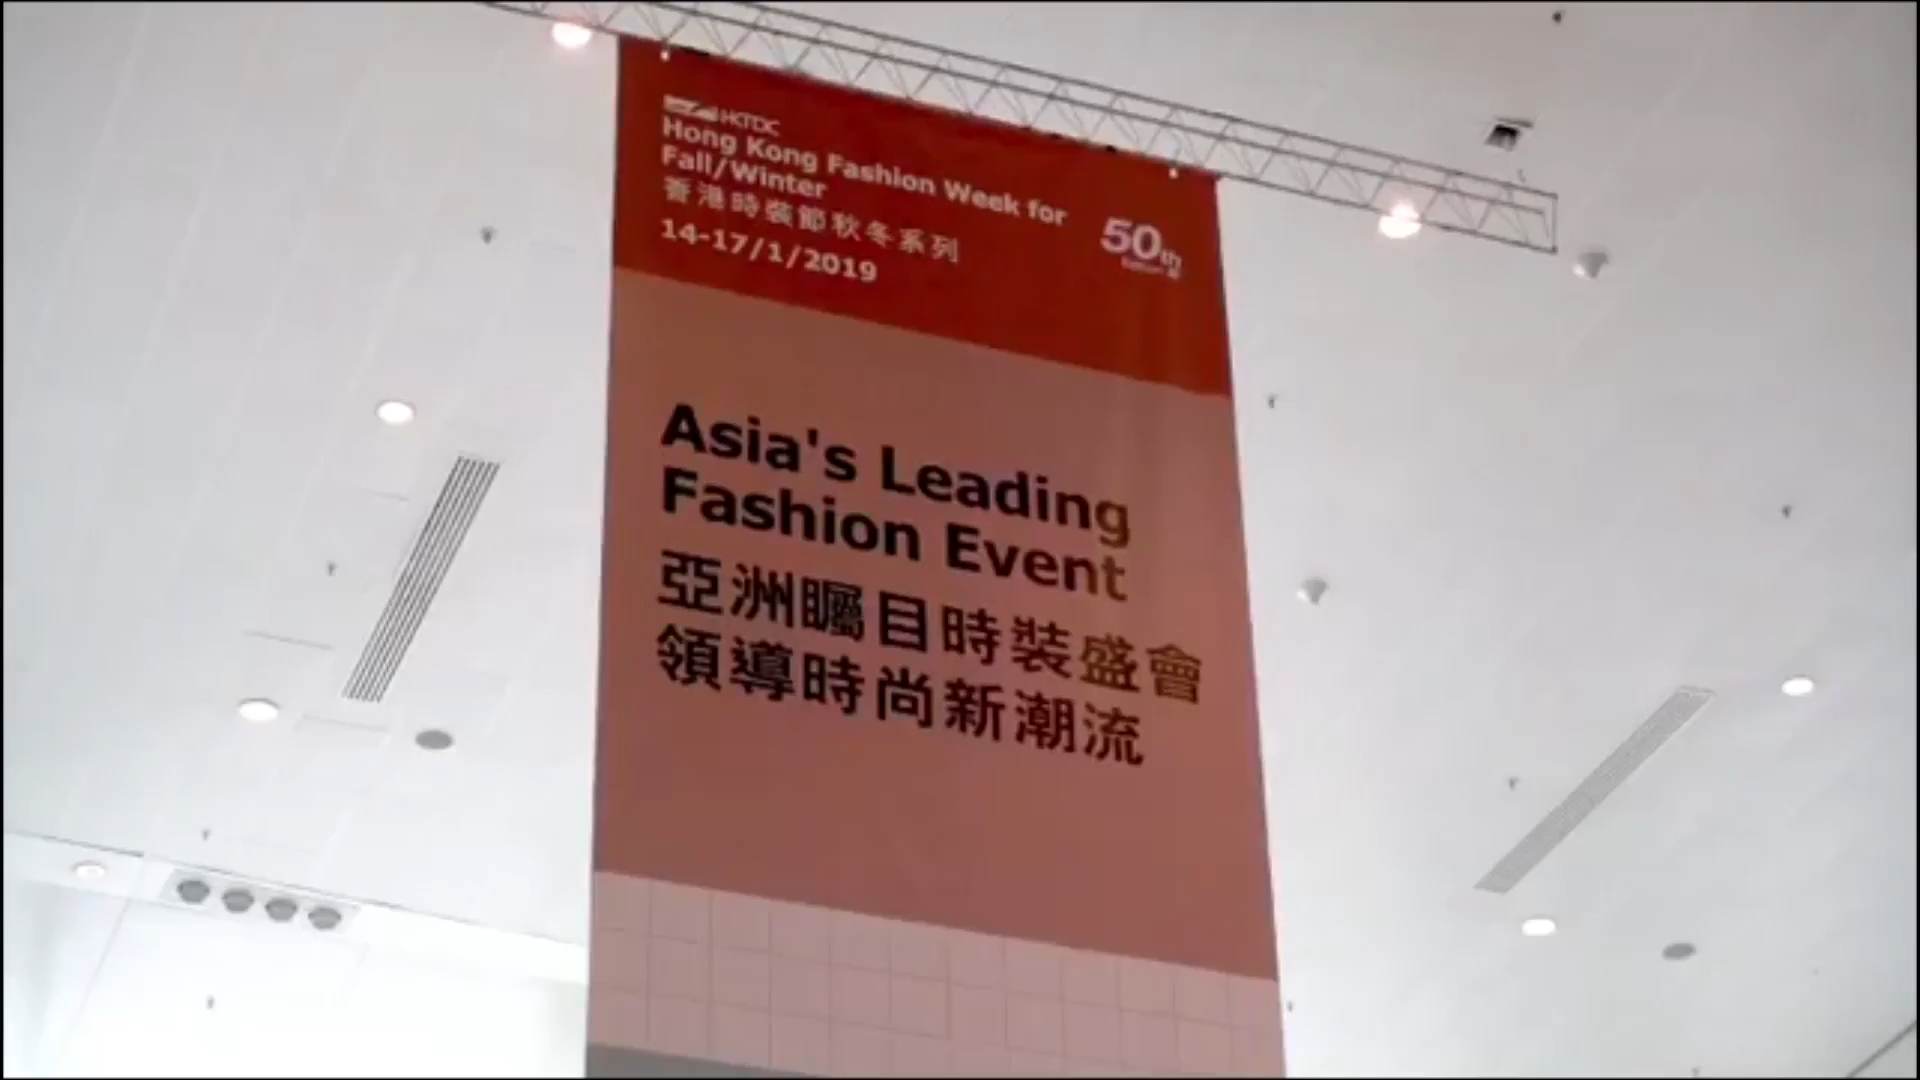 HKTDC
Hong Kong Fashion Week for
Fall/Winter
香港時裝節秋冬系列
14-17/1/2019
50th
Asia's Leading
Fashion Event
亞洲矚目時裝盛會
領導時尚新潮流